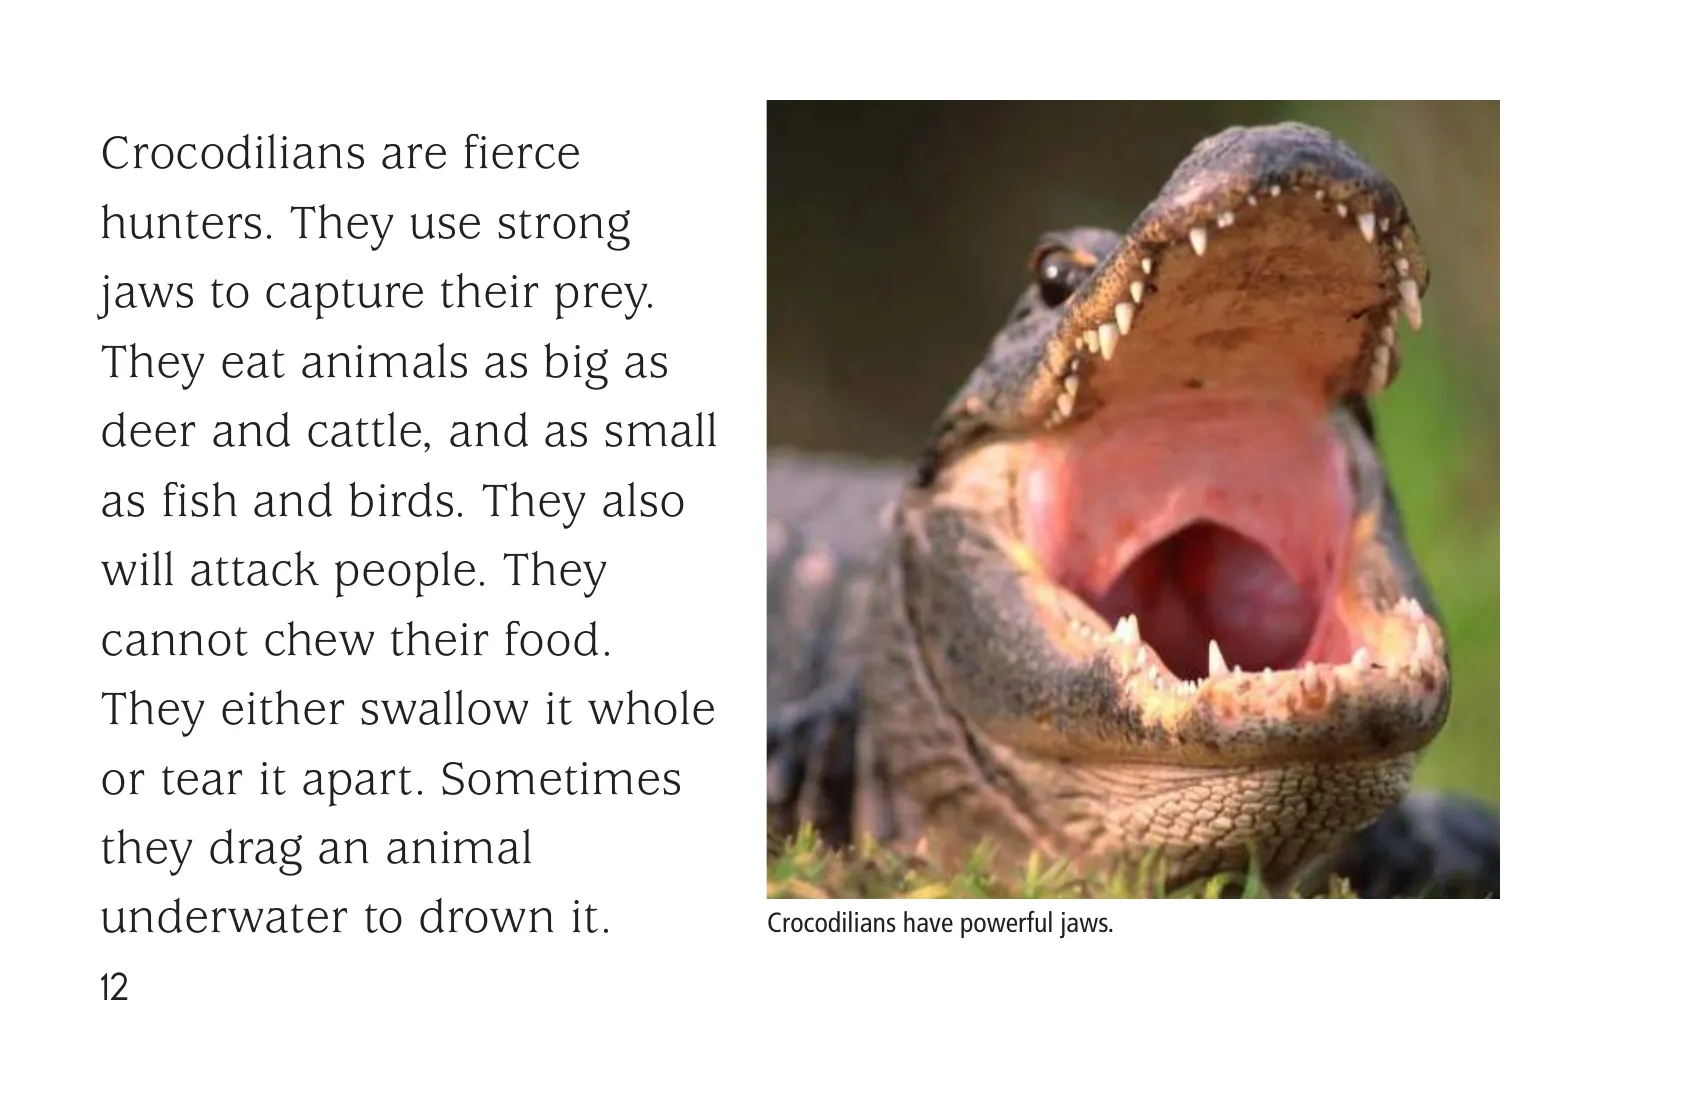 Crocodilians are fierce
hunters. They use strong
jaws to capture their prey.
They eat animals as big as
deer and cattle, and as small
as fish and birds. They also
will attack people. They
cannot chew their food.
They either swallow it whole
or tear it apart. Sometimes
they drag an animal
underwater to drown it.
12
Crocodilians have powerful jaws.